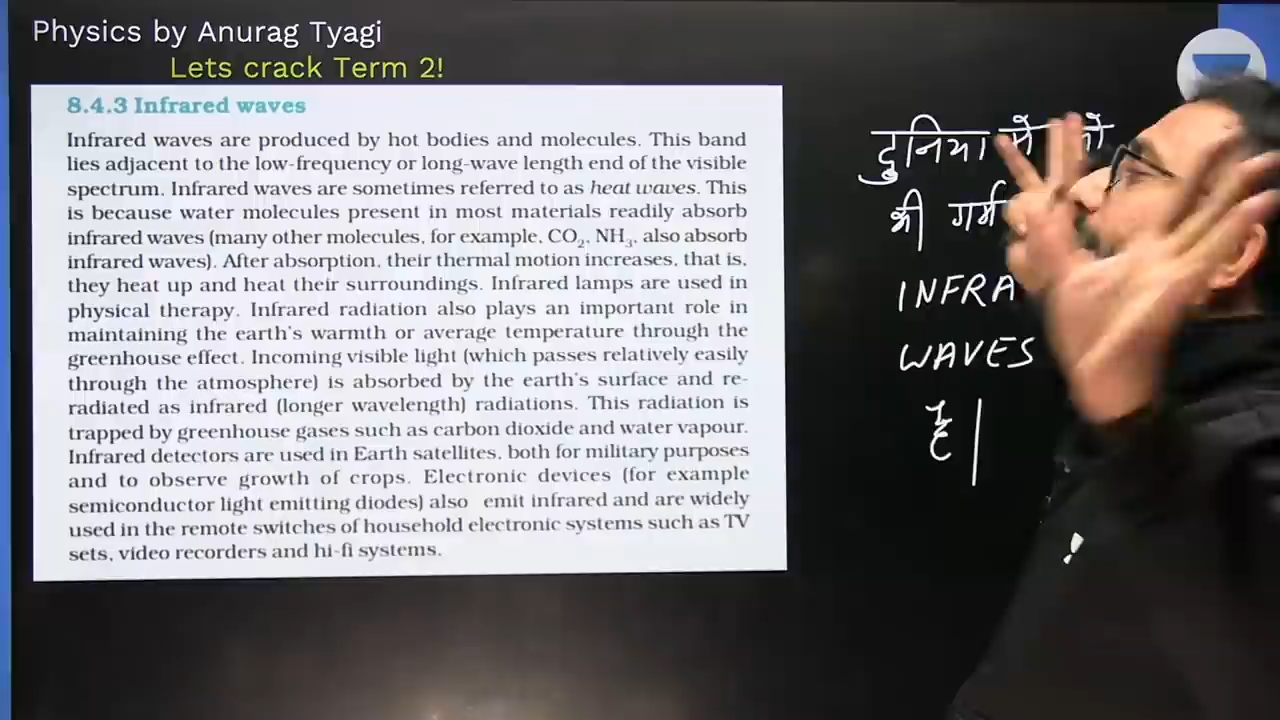 Physics by Anurag Tyagi
Lets crack Term 2!
8.4.3 Infrared waves
Infrared waves are produced by hot bodies and molecules. This band
lies adjacent to the low-frequency or long-wave length end of the visible
spectrum. Infrared waves are sometimes referred to as heat waves. This
is because water molecules present in most materials readily absorb
infrared waves (many other molecules, for example, CO₂, NH₃, also absorb
infrared waves). After absorption, their thermal motion increases, that is,
they heat up and heat their surroundings. Infrared lamps are used in
physical therapy. Infrared radiation also plays an important role in
maintaining the earth's warmth or average temperature through the
greenhouse effect. Incoming visible light (which passes relatively easily
through the atmosphere) is absorbed by the earth's surface and re-
radiated as infrared (longer wavelength) radiations. This radiation is
trapped by greenhouse gases such as carbon dioxide and water vapour.
Infrared detectors are used in Earth satellites, both for military purposes
and to observe growth of crops. Electronic devices (for example
semiconductor light emitting diodes) also emit infrared and are widely
used in the remote switches of household electronic systems such as TV
sets, video recorders and hi-fi systems.
दुनिया में
भी गर्म
INFRA
WAVES
है।